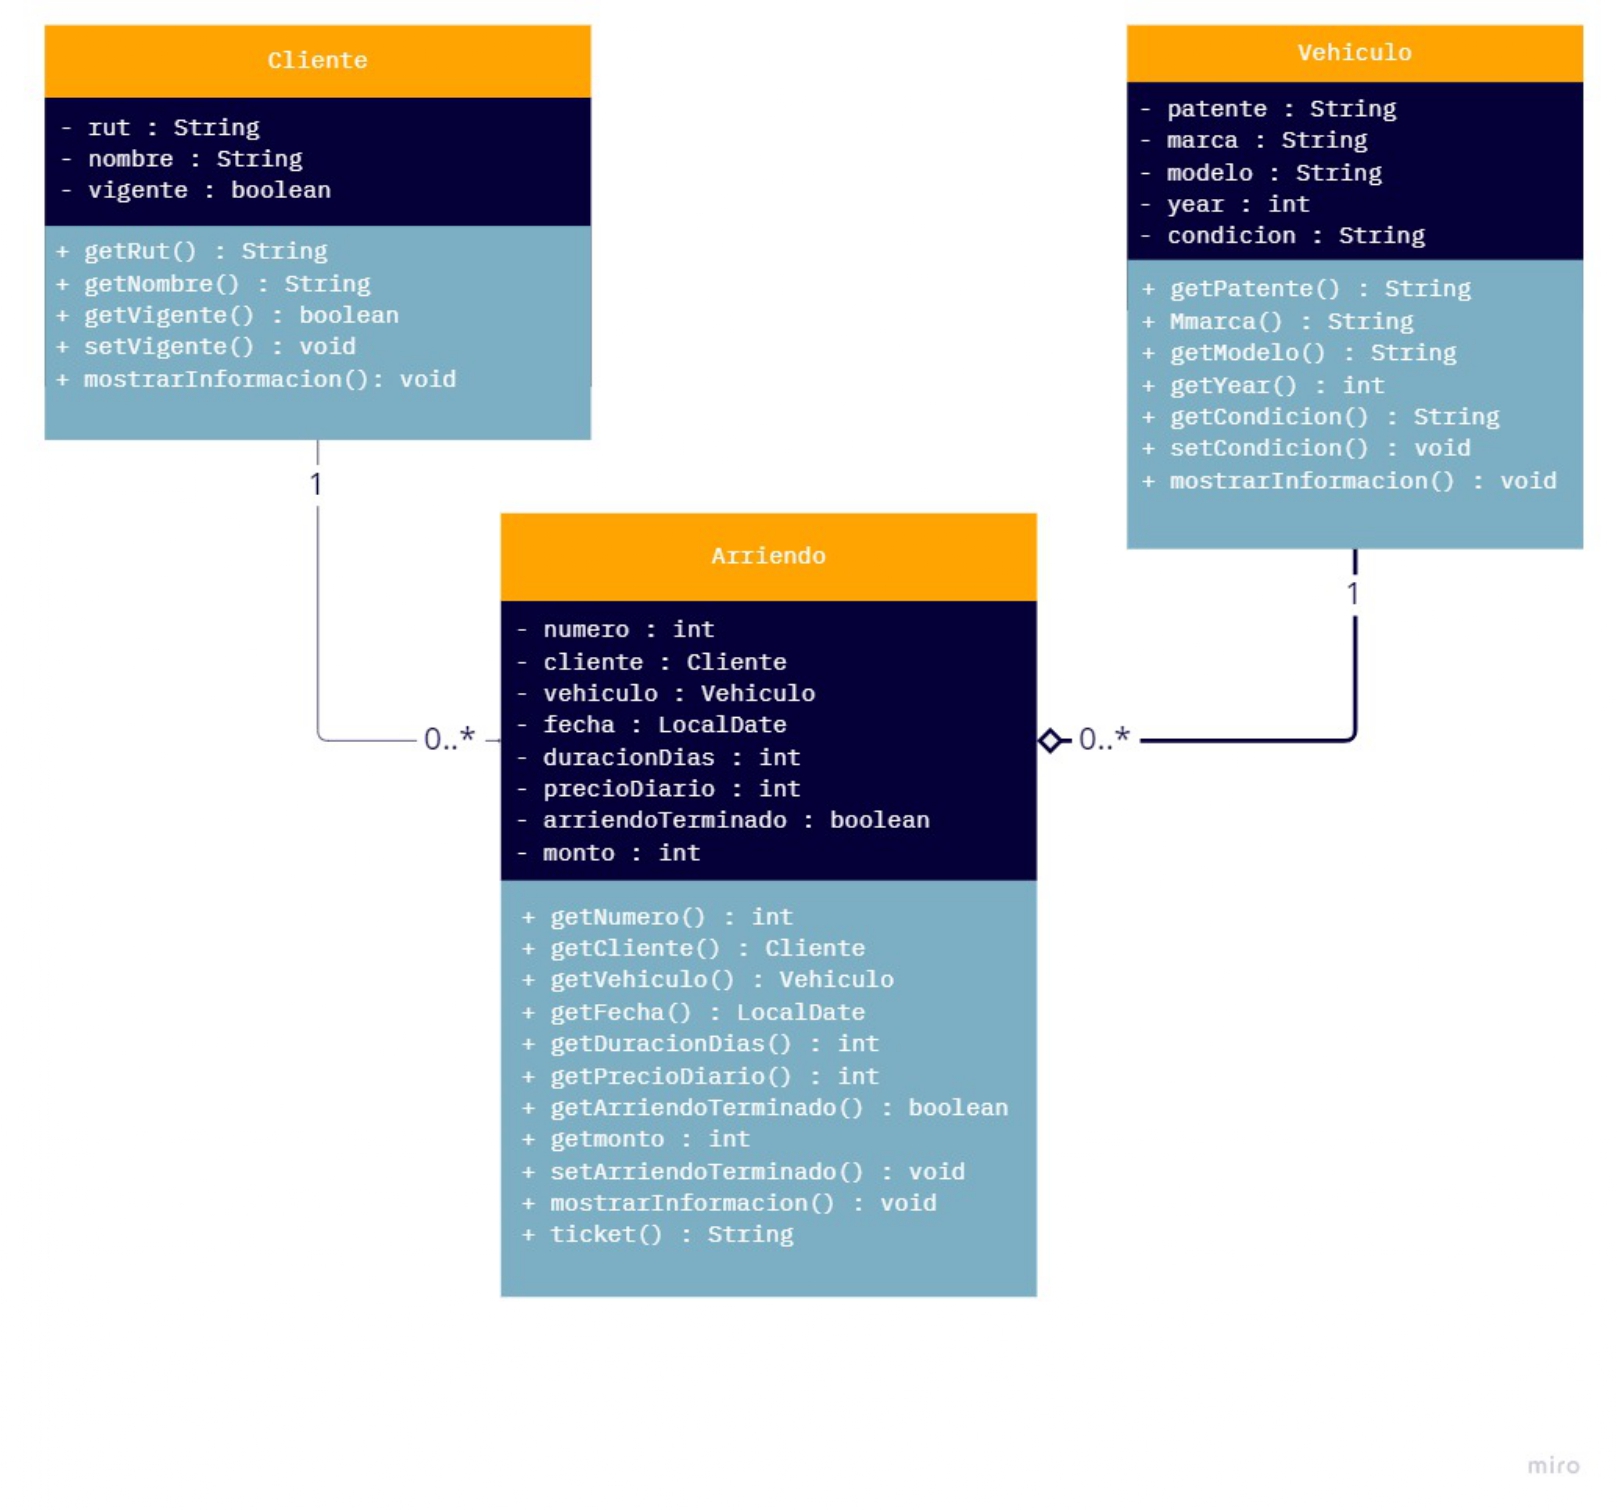 Cliente
- rut : String
- nombre : String
- vigente : boolean
+ getRut() : String
+ getNombre() : String
+ getVigente() : boolean
+ setVigente() : void
+ mostrarInformacion(): void
1
0..*
Vehiculo
- patente : String
- marca : String
- modelo : String
- year : int
- condicion : String
+ getPatente() : String
+ Mmarca() : String
+ getModelo() : String
+ getYear() : int
+ getCondicion() : String
+ setCondicion() : void
+ mostrarInformacion() : void
1
0..*
Arriendo
- numero : int
- cliente : Cliente
- vehiculo : Vehiculo
- fecha : LocalDate
- duracionDias : int
- precioDiario : int
- arriendoTerminado : boolean
- monto : int
+ getNumero() : int
+ getCliente() : Cliente
+ getVehiculo() : Vehiculo
+ getFecha() : LocalDate
+ getDuracionDias() : int
+ getPrecioDiario() : int
+ getArriendoTerminado() : boolean
+ getmonto : int
+ setArriendoTerminado() : void
+ mostrarInformacion() : void
+ ticket() : String
miro